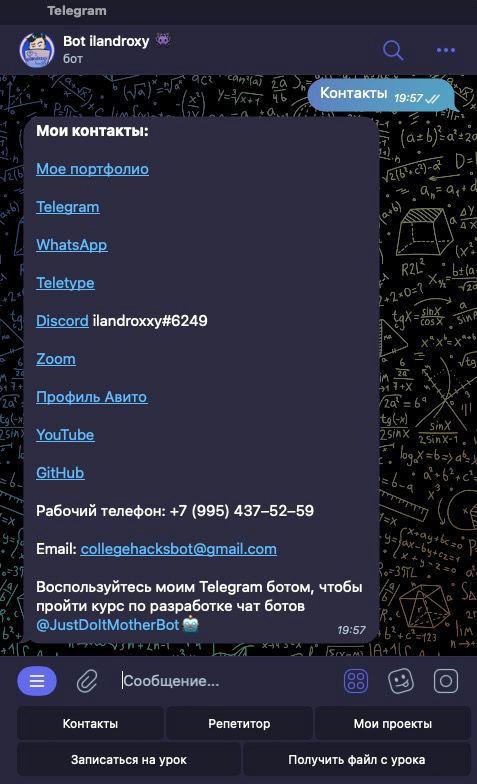 Telegram
Bot ilandroxy 👾
бот
Контакты 19:57
Мои контакты:
Мое портфолио
Telegram
WhatsApp
Teletype
Discord ilandroxxy#6249
Zoom
Профиль Авито
YouTube
GitHub
Рабочий телефон: +7 (995) 437–52–59
Email: collegehacksbot@gmail.com
Воспользуйтесь моим Telegram ботом, чтобы
пройти курс по разработке чат ботов
@JustDoItMotherBot 🤖
19:57
Сообщение...
Контакты
Репетитор
Мои проекты
Записаться на урок
Получить файл с урока